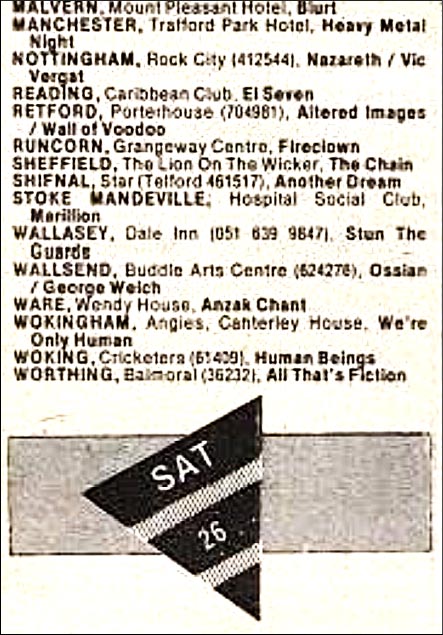 MALVERN, Mount Pleasant Hotel, Blurt
MANCHESTER, Trafford Park Hotel, Heavy Metal
Night
NOTTINGHAM, Rock City (412544), Nazareth / Vic
Vergat
READING, Caribbean Club, El Seven
RETFORD, Porterhouse (704981), Altered Images
/ Wall of Voodoo
RUNCORN, Grangeway Centre, Fireclown
SHEFFIELD, The Lion On The Wicker, The Chain
SHIFNAL, Star (Telford 461517), Another Dream
STOKE MANDEVILLE, Hospital Social Club,
Marillion
WALLASEY, Dale Inn (051 639 9847), Stun The
Guards
WALLSEND, Buddle Arts Centre (624276), Ossian
/ George Welch
WARE, Wendy House, Anzak Chant
WOKINGHAM, Angies, Canterley House, We're
Only Human
WOKING, Cricketers (61409), Human Beings
WORTHING, Balmoral (36232), All That's Fiction
SAT
26